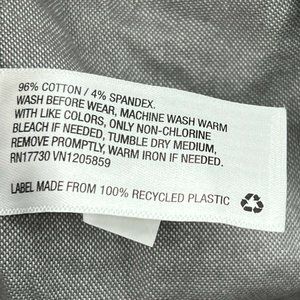 96% COTTON / 4% SPANDEX.
WASH BEFORE WEAR, MACHINE WASH WARM
WITH LIKE COLORS, ONLY NON-CHLORINE
BLEACH IF NEEDED, TUMBLE DRY MEDIUM,
REMOVE PROMPTLY, WARM IRON IF NEEDED.
RN17730 VN1205859
LABEL MADE FROM 100% RECYCLED PLASTIC